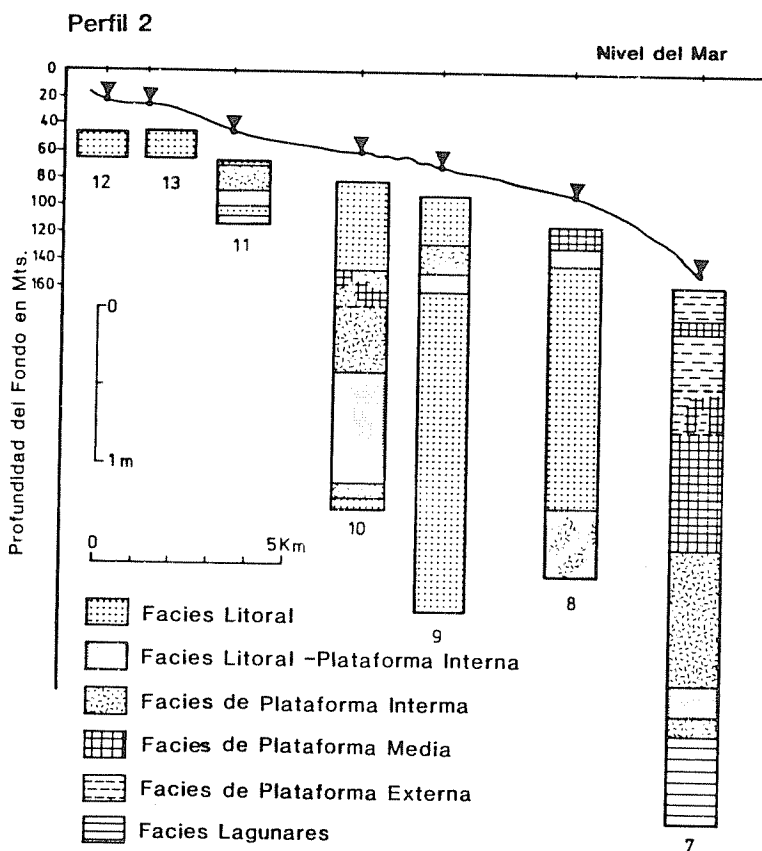 Perfil 2
Nivel del Mar
0
20
40
60
80
100
120
140
160
Profundidad del Fondo en Mts.
12
13
11
10
9
8
7
0
1m
0
5Km
Facies Litoral
Facies Litoral -Plataforma Interna
Facies de Plataforma Interma
Facies de Plataforma Media
Facies de Plataforma Externa
Facies Lagunares